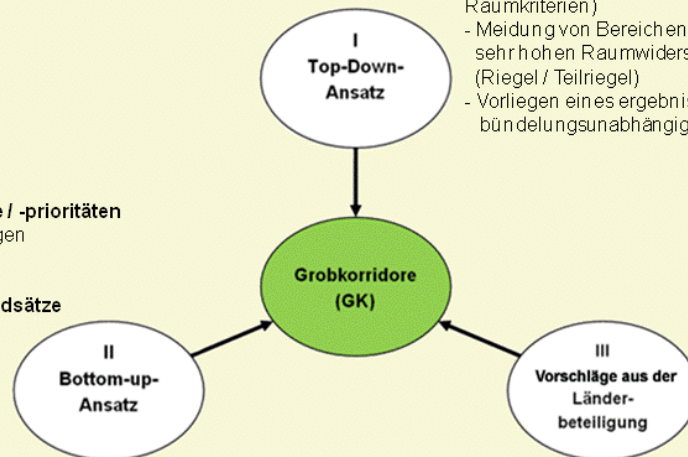 Raumkriterien)
- Meidung von Bereichen
sehr hohen Raumwiders
(Riegel / Teilriegel)
- Vorliegen eines ergebnis
bündelungsunabhängig
I
Top-Down-
Ansatz
e / -prioritäten
gen
dsätze
Grobkorridore
(GK)
II
Bottom-up-
Ansatz
III
Vorschläge aus der
Länder-
beteiligung